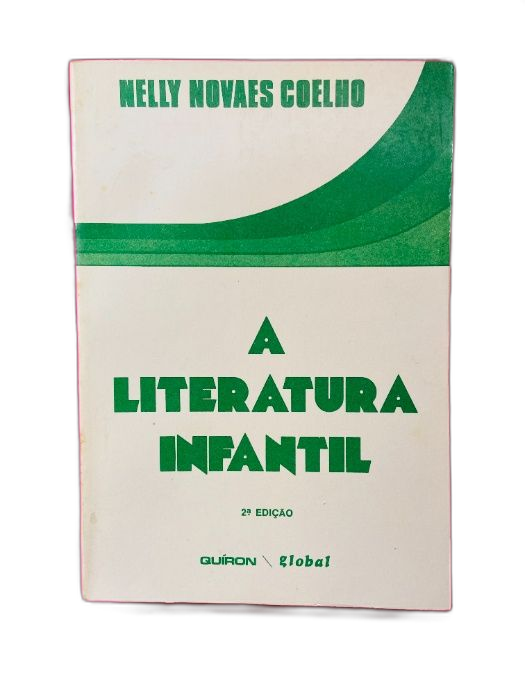 NELLY NOVAES COELHO
A
LITERATURA
INFANTIL
2ª EDIÇÃO
QUÍRON \ global